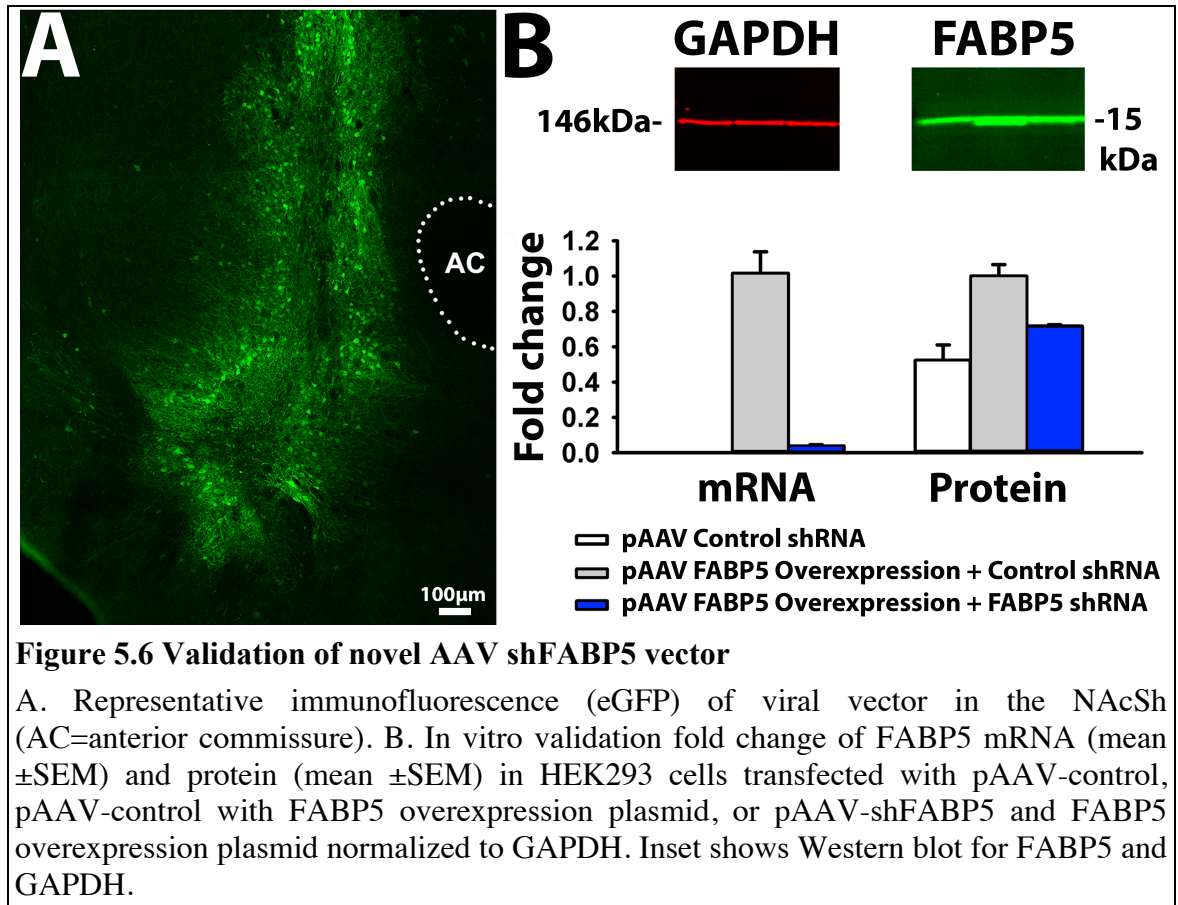 A
AC
100µm
B
GAPDH FABP5
146kDa- -15
kDa
Fold change
1.2
1.0
0.8
0.6
0.4
0.2
0.0
mRNA Protein
pAAV Control shRNA
pAAV FABP5 Overexpression + Control shRNA
pAAV FABP5 Overexpression + FABP5 shRNA
Figure 5.6 Validation of novel AAV shFABP5 vector
A. Representative immunofluorescence (eGFP) of viral vector in the NAcSh
(AC=anterior commissure). B. In vitro validation fold change of FABP5 mRNA (mean
±SEM) and protein (mean ±SEM) in HEK293 cells transfected with pAAV-control,
pAAV-control with FABP5 overexpression plasmid, or pAAV-shFABP5 and FABP5
overexpression plasmid normalized to GAPDH. Inset shows Western blot for FABP5 and
GAPDH.